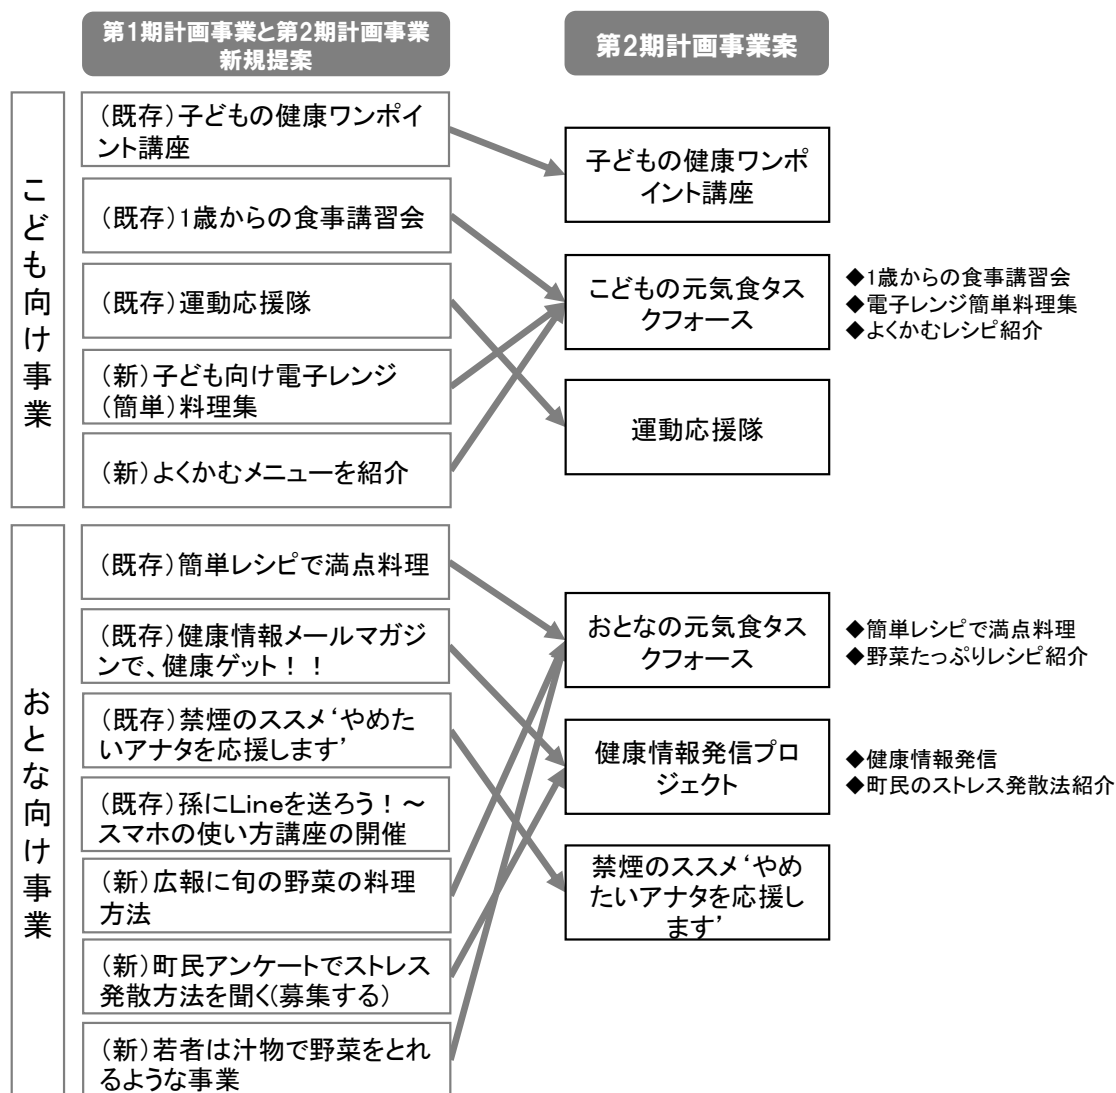 第1期計画事業と第2期計画事業
新規提案
第2期計画事業案
こども向け事業
（既存）子どもの健康ワンポイ
ント講座
（既存）1歳からの食事講習会
（既存）運動応援隊
（新）子ども向け電子レンジ
（簡単）料理集
（新）よくかむメニューを紹介
子どもの健康ワンポ
イント講座
こどもの元気食タス
クフォース
◆1歳からの食事講習会
◆電子レンジ簡単料理集
◆よくかむレシピ紹介
運動応援隊
おとな向け事業
（既存）簡単レシピで満点料理
（既存）健康情報メールマガジ
ンで、健康ゲット！！
（既存）禁煙のススメ‘やめた
いアナタを応援します’
（既存）孫にLineを送ろう！～
スマホの使い方講座の開催
（新）広報に旬の野菜の料理
方法
（新）町民アンケートでストレス
発散方法を聞く(募集する）
（新）若者は汁物で野菜をとれ
るような事業
おとなの元気食タス
クフォース
◆簡単レシピで満点料理
◆野菜たっぷりレシピ紹介
健康情報発信プロ
ジェクト
◆健康情報発信
◆町民のストレス発散法紹介
禁煙のススメ‘やめ
たいアナタを応援し
ます’